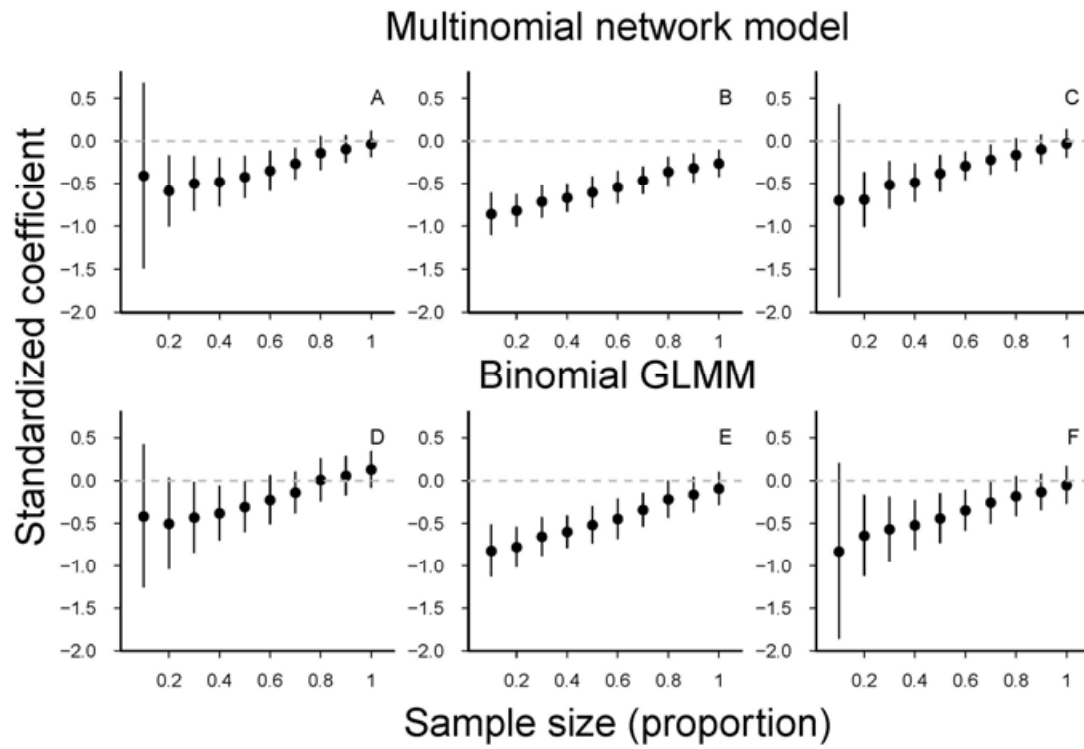 Multinomial network model
Standardized coefficient
A
0.5
0.0
−0.5
−1.0
−1.5
−2.0
0.2 0.4 0.6 0.8 1
B
0.5
0.0
−0.5
−1.0
−1.5
−2.0
0.2 0.4 0.6 0.8 1
C
0.5
0.0
−0.5
−1.0
−1.5
−2.0
0.2 0.4 0.6 0.8 1
Binomial GLMM
D
0.5
0.0
−0.5
−1.0
−1.5
−2.0
0.2 0.4 0.6 0.8 1
E
0.5
0.0
−0.5
−1.0
−1.5
−2.0
0.2 0.4 0.6 0.8 1
F
0.5
0.0
−0.5
−1.0
−1.5
−2.0
0.2 0.4 0.6 0.8 1
Sample size (proportion)